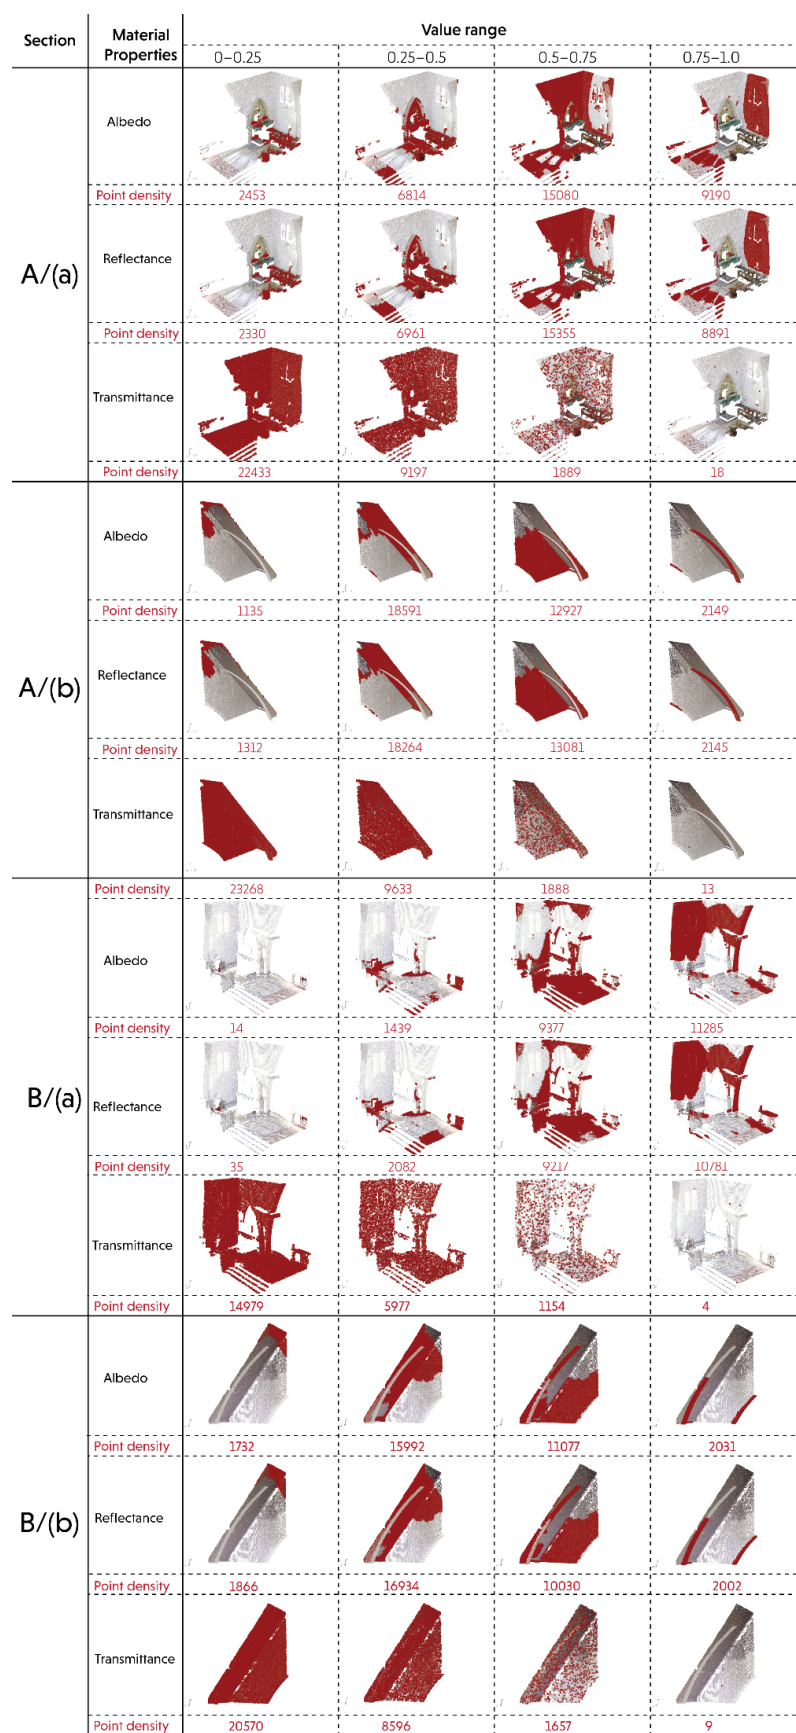 Section Material Properties Value range
0–0.25 0.25–0.5 0.5–0.75 0.75–1.0
A/(a)
Albedo
Point density 2453 6814 15080 9190
Reflectance
Point density 2330 6961 15355 8891
Transmittance
Point density 22433 9197 1889 18
A/(b)
Albedo
Point density 1135 18591 12927 2149
Reflectance
Point density 1312 18264 13081 2145
Transmittance
Point density 23268 9633 1888 13
B/(a)
Albedo
Point density 14 1439 9377 11285
Reflectance
Point density 35 2082 9217 10781
Transmittance
Point density 14979 5977 1154 4
B/(b)
Albedo
Point density 1732 15992 11077 2031
Reflectance
Point density 1866 16934 10030 2002
Transmittance
Point density 20570 8596 1657 9